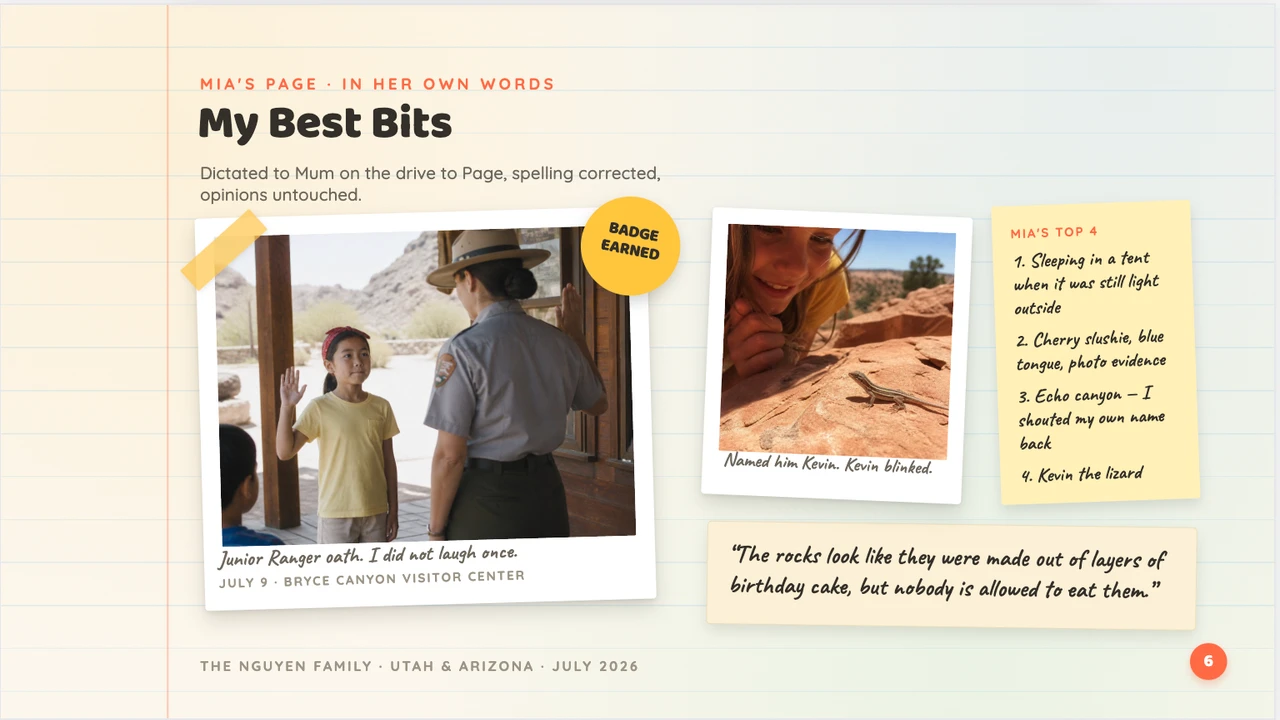 MIA'S PAGE · IN HER OWN WORDS
My Best Bits
Dictated to Mum on the drive to Page, spelling corrected,
opinions untouched.
BADGE
EARNED
Junior Ranger oath. I did not laugh once.
JULY 9 · BRYCE CANYON VISITOR CENTER
Named him Kevin. Kevin blinked.
MIA'S TOP 4
1. Sleeping in a tent
when it was still light
outside
2. Cherry slushie, blue
tongue, photo evidence
3. Echo canyon – I
shouted my own name
back
4. Kevin the lizard
“The rocks look like they were made out of layers of
birthday cake, but nobody is allowed to eat them.”
THE NGUYEN FAMILY · UTAH & ARIZONA · JULY 2026
6